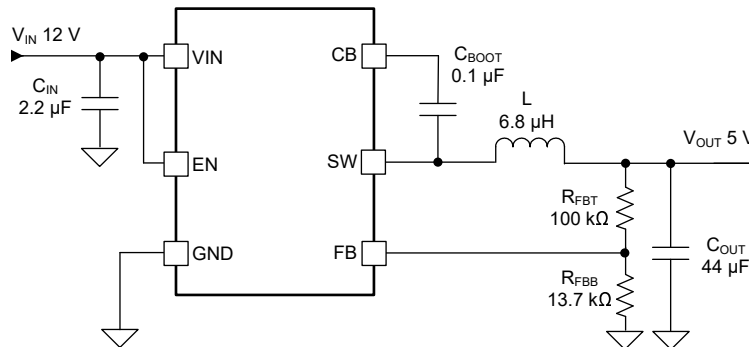 V_IN 12 V
VIN
CB
C_BOOT
0.1 µF
C_IN
2.2 µF
L
6.8 µH
V_OUT 5 V
EN
SW
R_FBT
100 kΩ
GND
FB
C_OUT
44 µF
R_FBB
13.7 kΩ